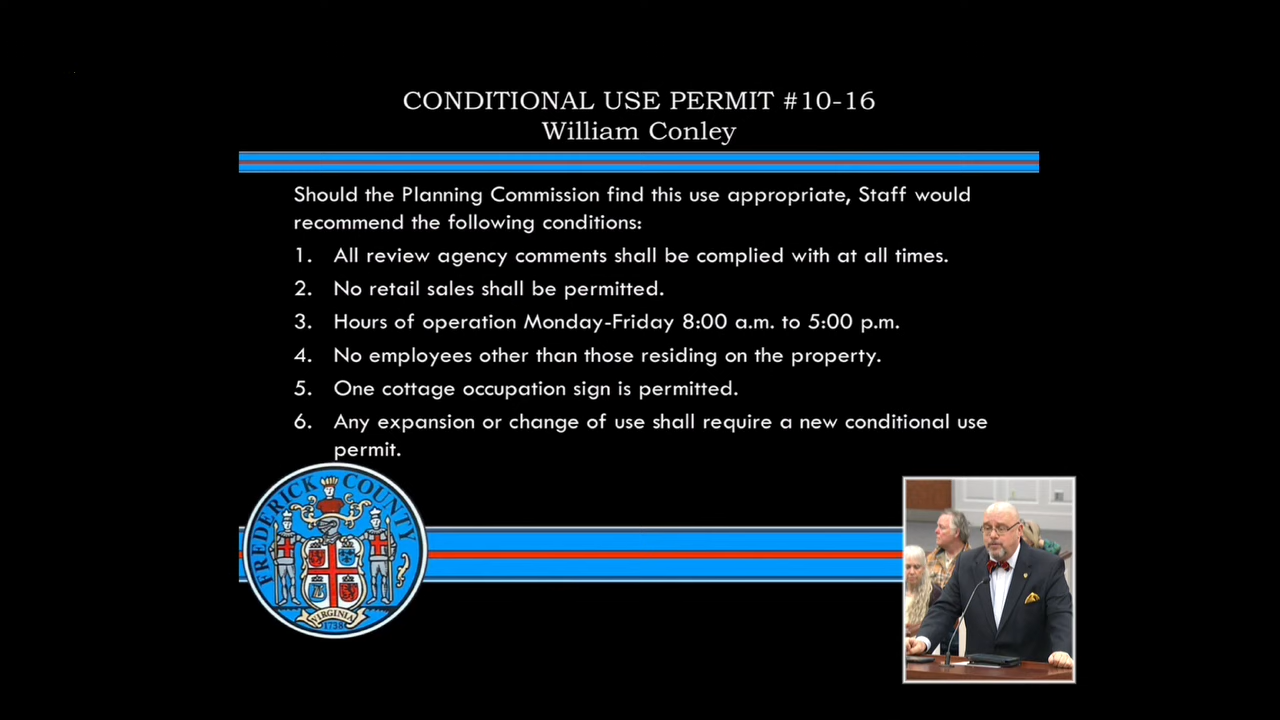 CONDITIONAL USE PERMIT #10-16
William Conley
Should the Planning Commission find this use appropriate, Staff would
recommend the following conditions:
1. All review agency comments shall be complied with at all times.
2. No retail sales shall be permitted.
3. Hours of operation Monday-Friday 8:00 a.m. to 5:00 p.m.
4. No employees other than those residing on the property.
5. One cottage occupation sign is permitted.
6. Any expansion or change of use shall require a new conditional use
permit.
FREDERICK COUNTY
VIRGINIA
1738